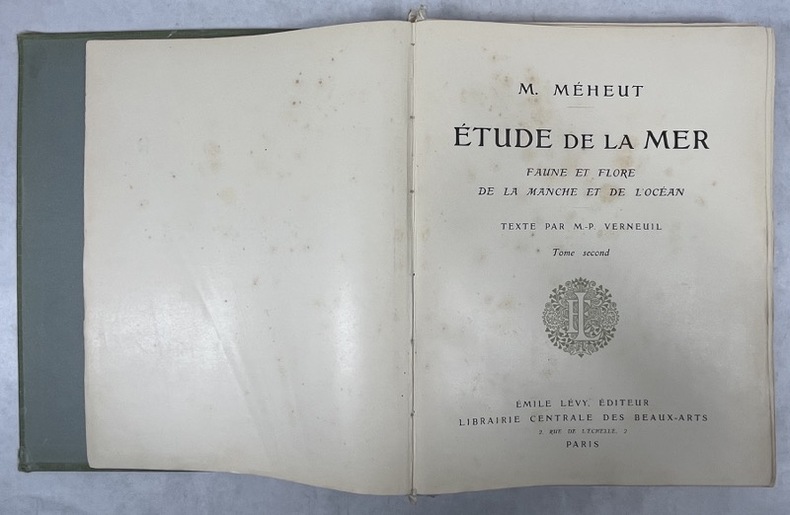 M. MÉHEUT
ÉTUDE DE LA MER
FAUNE ET FLORE
DE LA MANCHE ET DE L'OCÉAN
TEXTE PAR M.-P. VERNEUIL
Tome second
ÉMILE LÉVY, ÉDITEUR
LIBRAIRIE CENTRALE DES BEAUX-ARTS
2, RUE DE L'ÉCHELLE, 2
PARIS